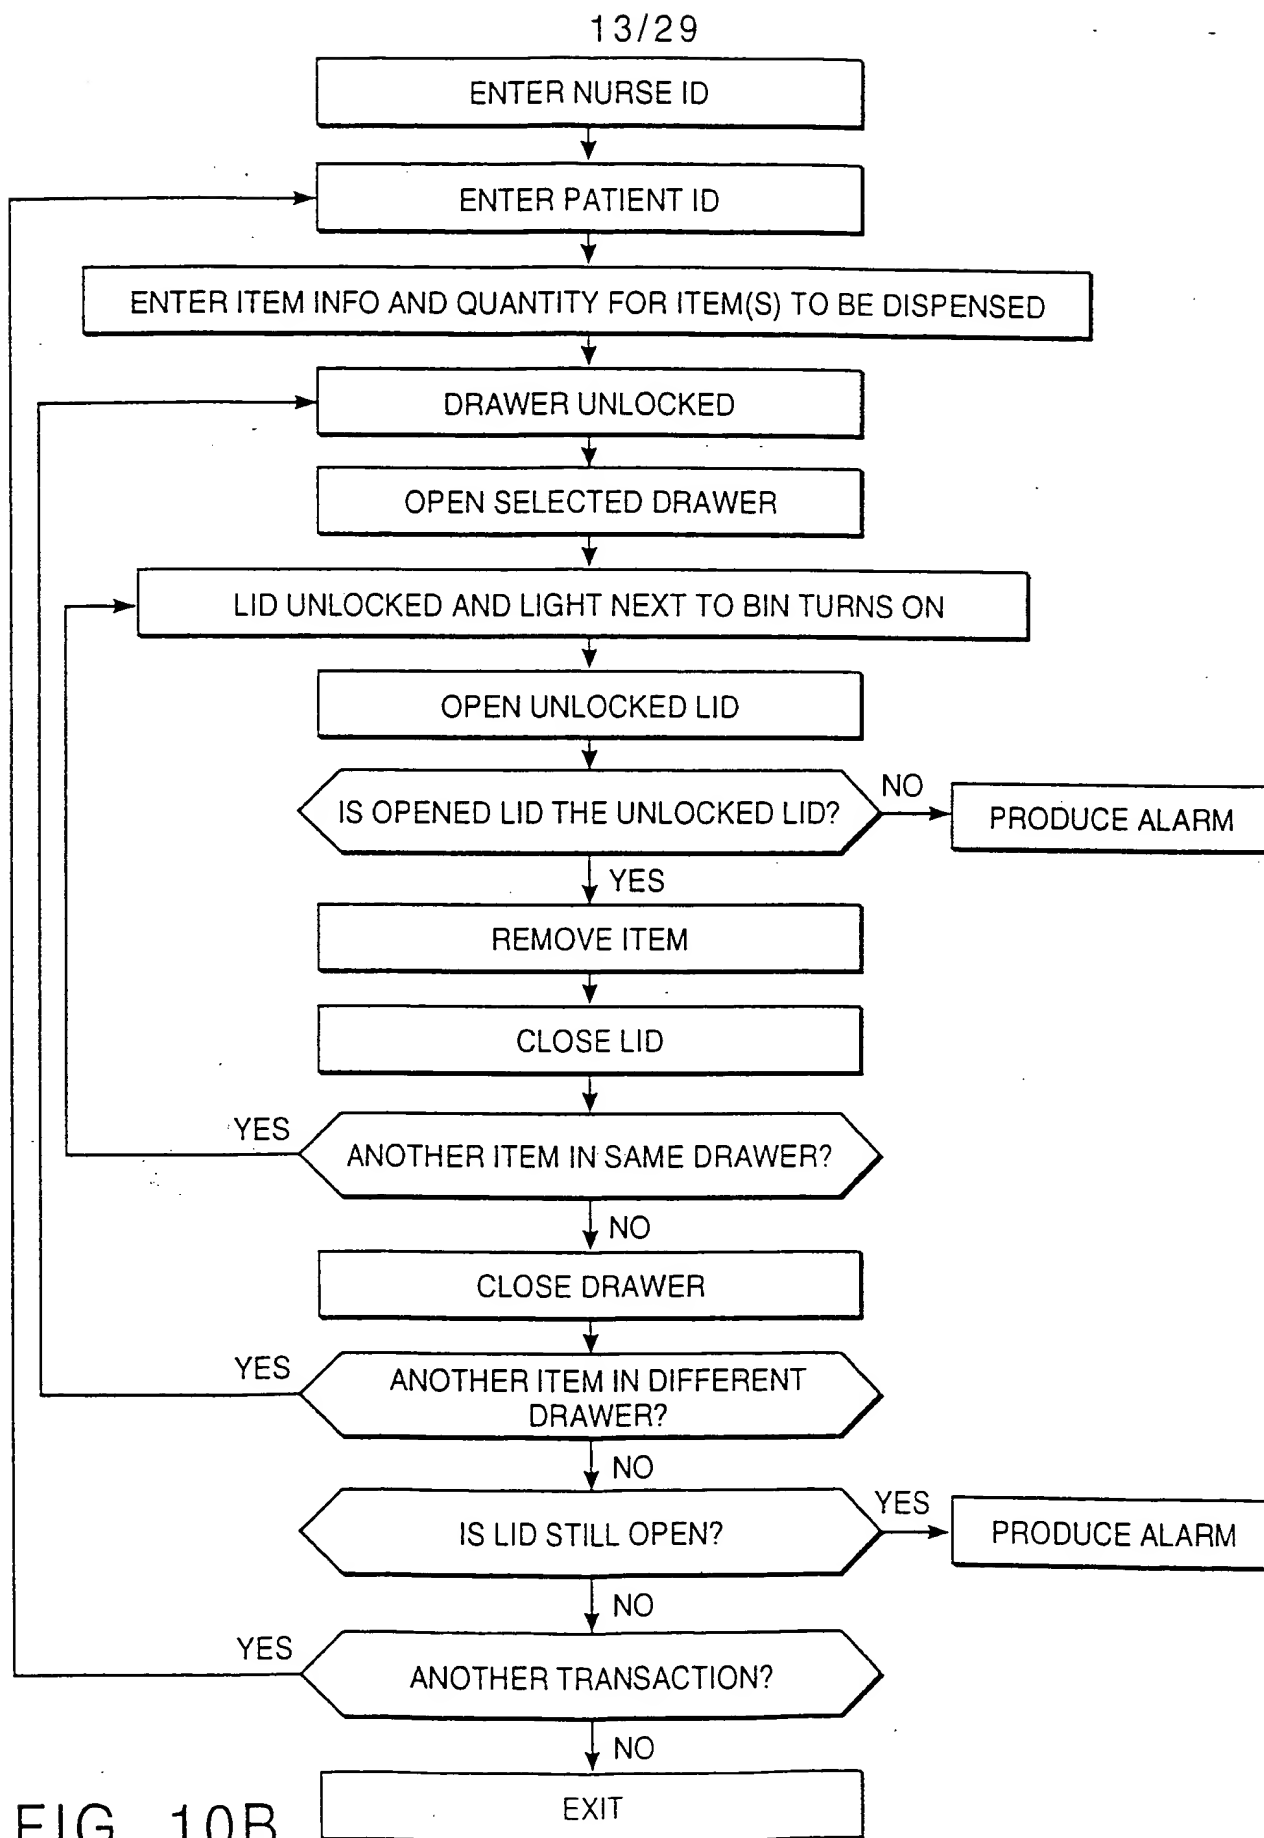 13/29
ENTER NURSE ID
ENTER PATIENT ID
ENTER ITEM INFO AND QUANTITY FOR ITEM(S) TO BE DISPENSED
DRAWER UNLOCKED
OPEN SELECTED DRAWER
LID UNLOCKED AND LIGHT NEXT TO BIN TURNS ON
OPEN UNLOCKED LID
IS OPENED LID THE UNLOCKED LID?
NO
PRODUCE ALARM
YES
REMOVE ITEM
CLOSE LID
YES
ANOTHER ITEM IN SAME DRAWER?
NO
CLOSE DRAWER
YES
ANOTHER ITEM IN DIFFERENT
DRAWER?
NO
IS LID STILL OPEN?
YES
PRODUCE ALARM
NO
YES
ANOTHER TRANSACTION?
NO
EXIT
FIG. 10B